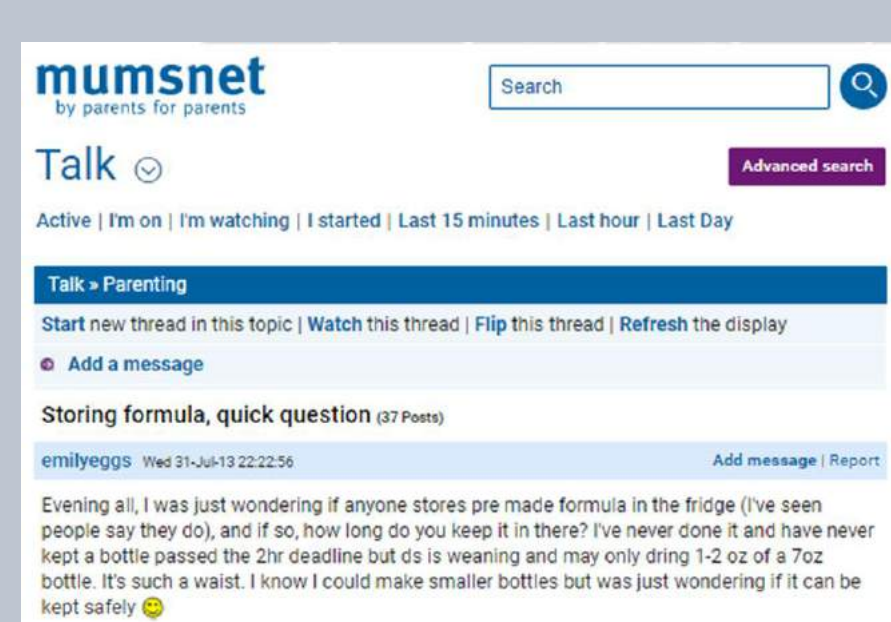 mumsnet
by parents for parents
Search
Talk
Advanced search
Active | I'm on | I'm watching | I started | Last 15 minutes | Last hour | Last Day
Talk » Parenting
Start new thread in this topic | Watch this thread | Flip this thread | Refresh the display
Add a message
Storing formula, quick question (37 Posts)
emilyeggs Wed 31-Jul-13 22:22:56
Add message | Report
Evening all, I was just wondering if anyone stores pre made formula in the fridge (I've seen
people say they do), and if so, how long do you keep it in there? I've never done it and have never
kept a bottle passed the 2hr deadline but ds is weaning and may only dring 1-2 oz of a 7oz
bottle. It's such a waist. I know I could make smaller bottles but was just wondering if it can be
kept safely